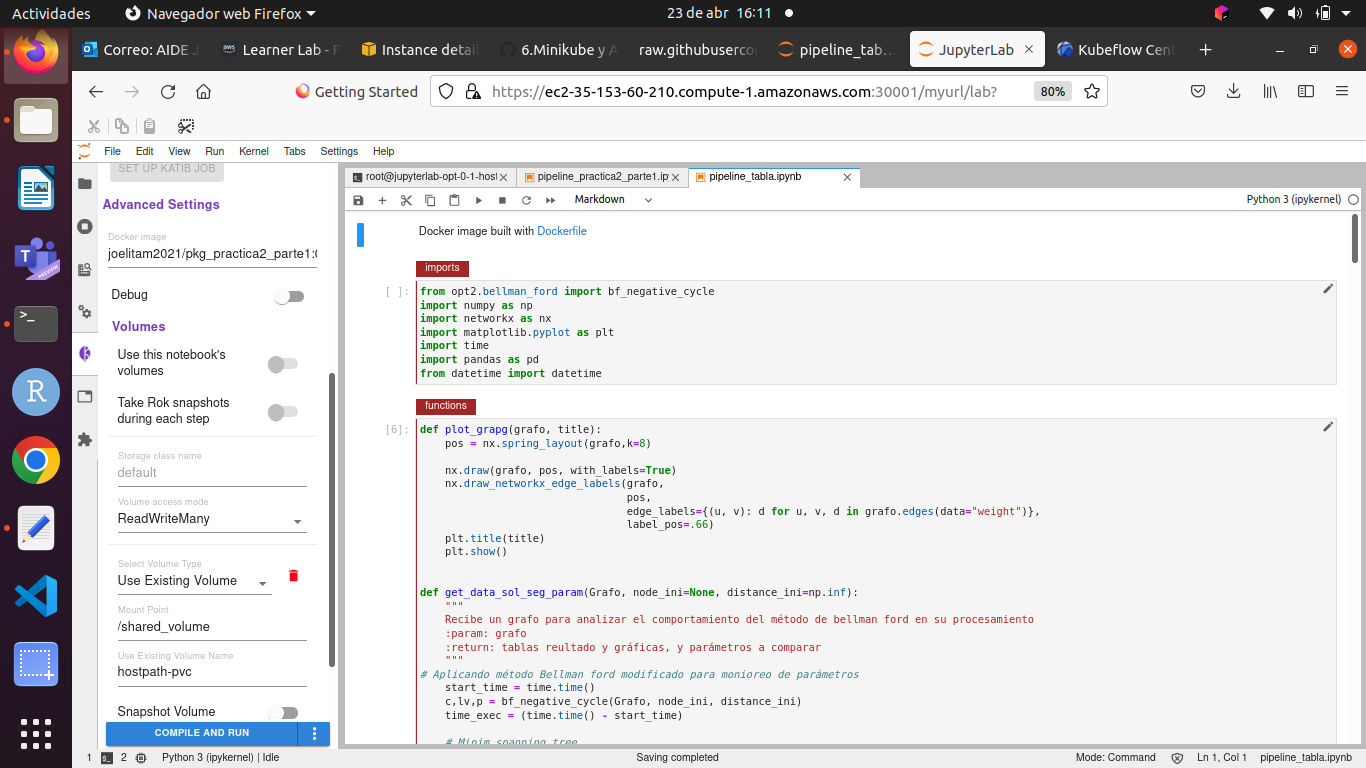 Actividades
Navegador web Firefox
23 de abr 16:11
Correo: AIDE J
Learner Lab - F
Instance detail
6.Minikube y A
raw.githubuserco
pipeline_tab…
JupyterLab
Kubeflow Cen
Getting Started
https://ec2-35-153-60-210.compute-1.amazonaws.com:30001/myurl/lab?
80%
File Edit View Run Kernel Tabs Settings Help
SET UP KATIB JOB
Advanced Settings
Docker image
joelitam2021/pkg_practica2_parte1:(
Debug
Volumes
Use this notebook's
volumes
Take Rok snapshots
during each step
Storage class name
default
Volume access mode
ReadWriteMany
Select Volume Type
Use Existing Volume
Mount Point
/shared_volume
Use Existing Volume Name
hostpath-pvc
Snapshot Volume
COMPILE AND RUN
root@jupyterlab-opt-0-1-hos
pipeline_practica2_parte1.ip
pipeline_tabla.ipynb
Markdown
Python 3 (ipykernel)
Docker image built with Dockerfile
imports
[ ]:
from opt2.bellman_ford import bf_negative_cycle
import numpy as np
import networkx as nx
import matplotlib.pyplot as plt
import time
import pandas as pd
from datetime import datetime
functions
[6]:
def plot_grapg(grafo, title):
pos = nx.spring_layout(grafo,k=8)
nx.draw(grafo, pos, with_labels=True)
nx.draw_networkx_edge_labels(grafo,
pos,
edge_labels={(u, v): d for u, v, d in grafo.edges(data="weight")},
label_pos=.66)
plt.title(title)
plt.show()
def get_data_sol_seg_param(Grafo, node_ini=None, distance_ini=np.inf):
"""
Recibe un grafo para analizar el comportamiento del método de bellman ford en su procesamiento
:param: grafo
:return: tablas reultado y gráficas, y parámetros a comparar
"""
# Aplicando método Bellman ford modificado para monioreo de parámetros
start_time = time.time()
c,lv,p = bf_negative_cycle(Grafo, node_ini, distance_ini)
time_exec = (time.time() - start_time)
# Minim spanning tree
1
2
Python 3 (ipykernel) | Idle
Saving completed
Mode: Command
Ln 1, Col 1
pipeline_tabla.ipynb